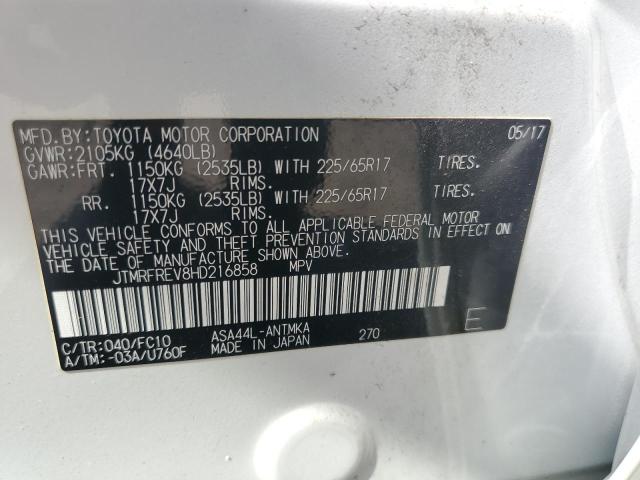 MFD.BY:TOYOTA MOTOR CORPORATION 05/17
GVWR:2105KG (4640LB)
GAWR:FRT. 1150KG (2535LB) WITH 225/65R17 TIRES.
17X7J RIMS.
RR. 1150KG (2535LB) WITH 225/65R17 TIRES.
17X7J RIMS.
THIS VEHICLE CONFORMS TO ALL APPLICABLE FEDERAL MOTOR
VEHICLE SAFETY AND THEFT PREVENTION STANDARDS IN EFFECT ON
THE DATE OF MANUFACTURE SHOWN ABOVE.
JTMRFREV8HD216858 MPV
C/TR:040/FC10 ASA44L-ANTMKA 270 E
A/TM:-03A/U760F MADE IN JAPAN